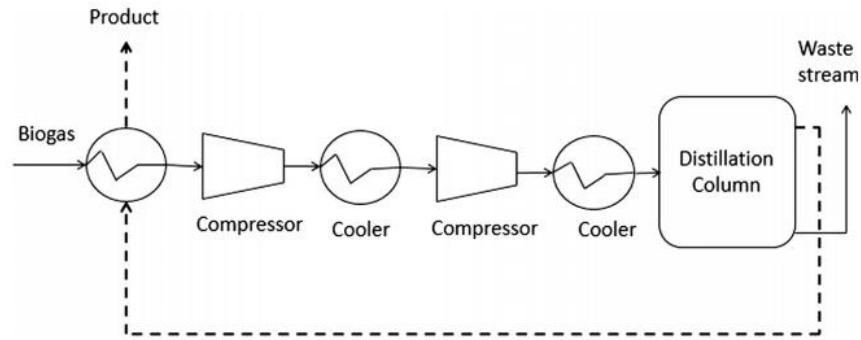 Product
Waste
stream
Biogas
Distillation
Column
Compressor
Cooler
Compressor
Cooler